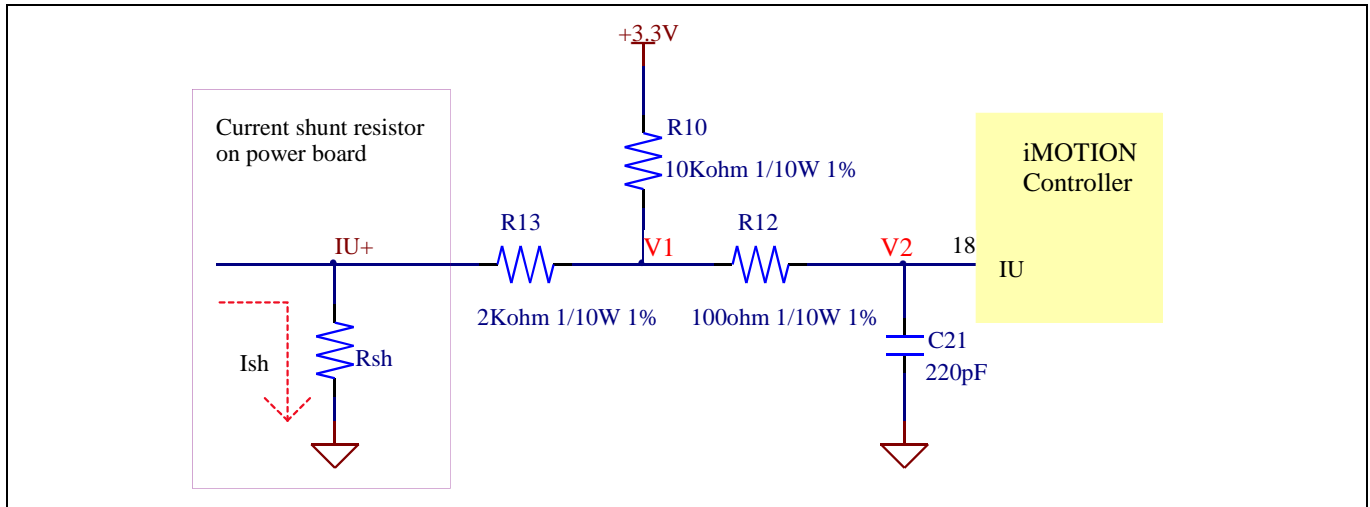 +3.3V
Current shunt resistor
on power board
R10
10Kohm 1/10W 1%
iMOTION
Controller
R13
R12
IU+
V1
V2
18
IU
2Kohm 1/10W 1%
100ohm 1/10W 1%
Ish
Rsh
C21
220pF